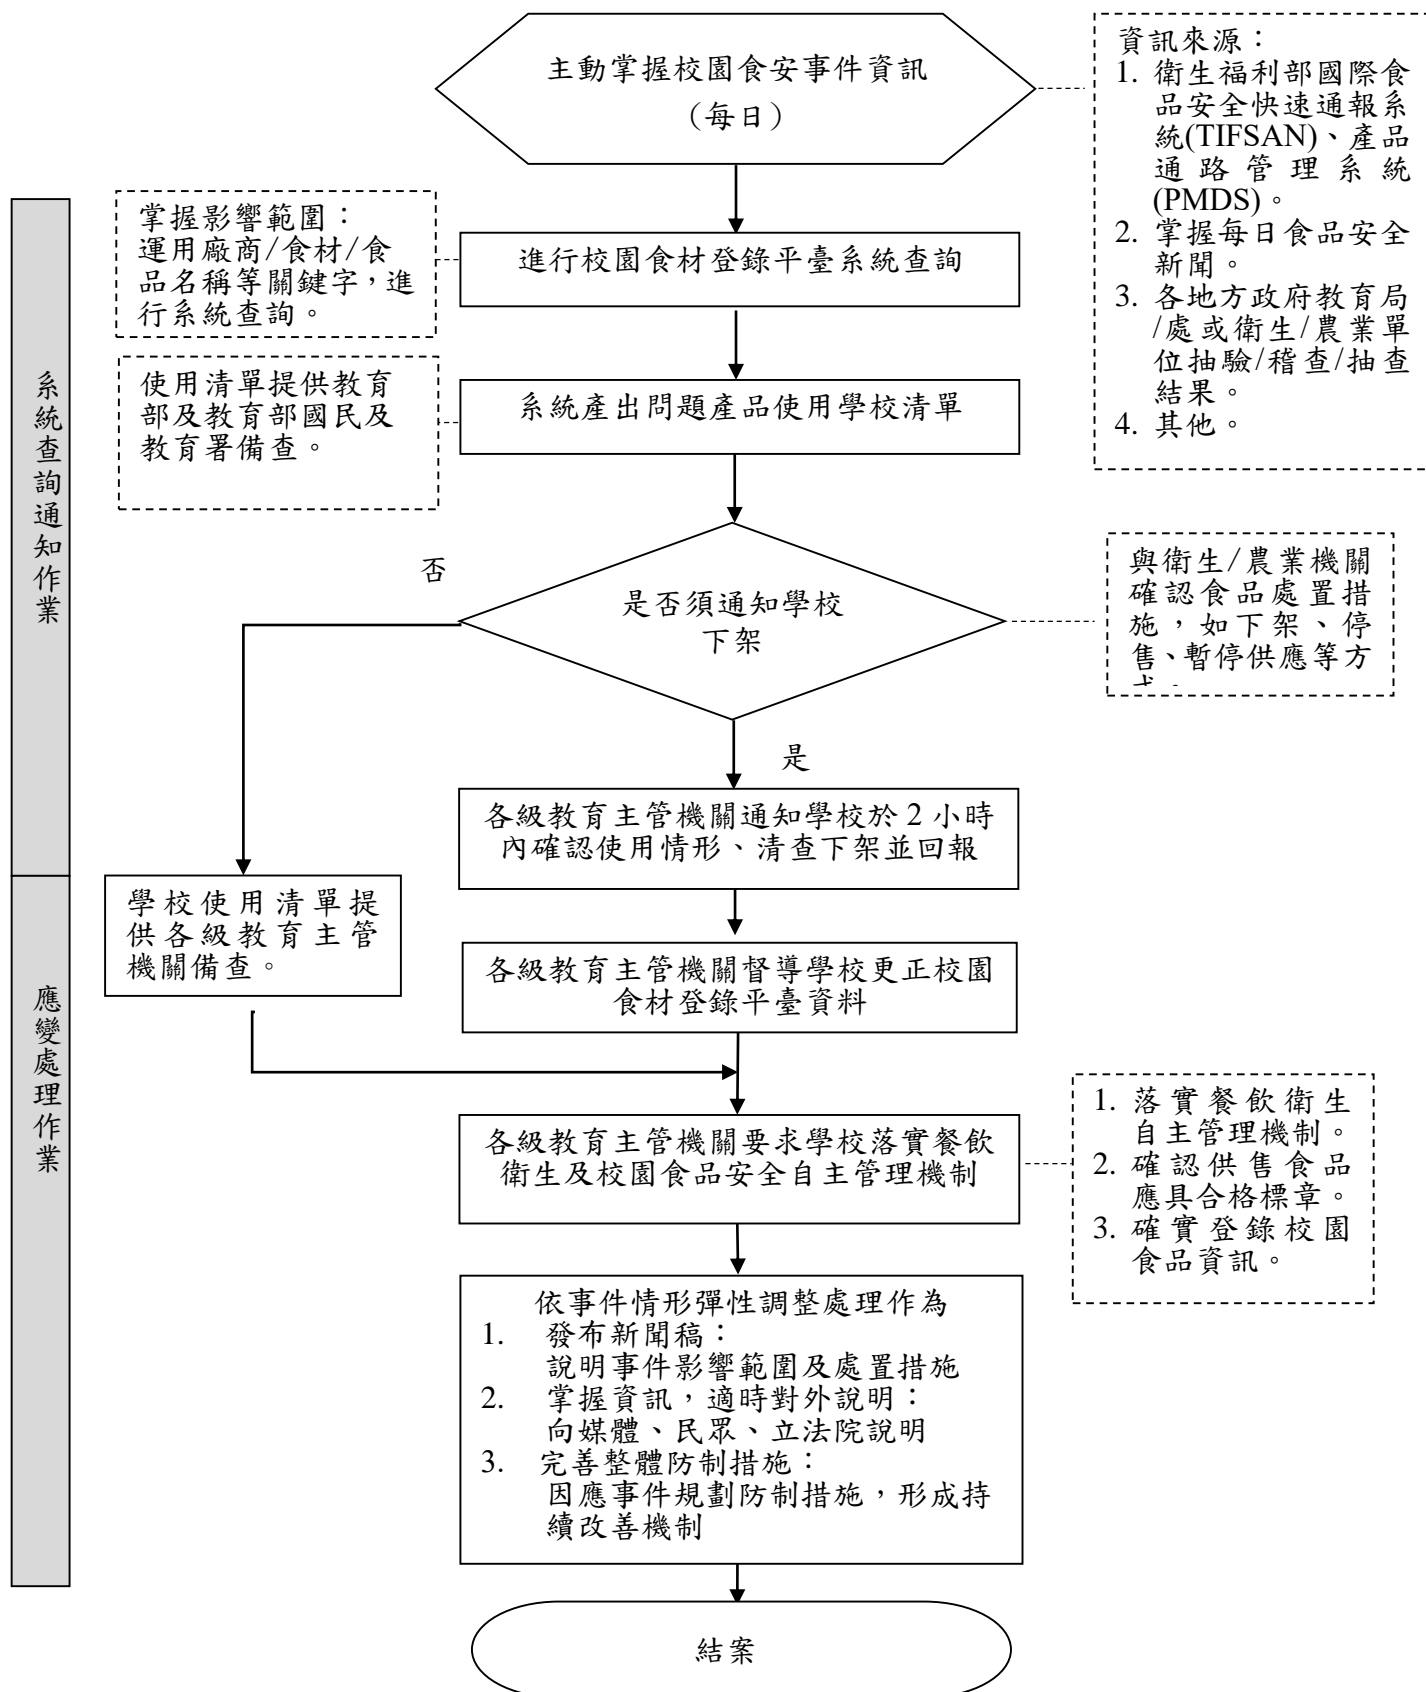 主動掌握校園食安事件資訊
（每日）
資訊來源：
1. 衛生福利部國際食
品安全快速通報系
統(TIFSAN)、產品
通路管理系統
(PMDS)。
2. 掌握每日食品安全
新聞。
3. 各地方政府教育局
/處或衛生/農業單
位抽驗/稽查/抽查
結果。
4. 其他。
掌握影響範圍：
運用廠商/食材/食
品名稱等關鍵字，進
行系統查詢。
進行校園食材登錄平臺系統查詢
使用清單提供教育
部及教育部國民及
教育署備查。
系統產出問題產品使用學校清單
系統查詢通知作業
否
是否須通知學校
下架
與衛生/農業機關
確認食品處置措
施，如下架、停
售、暫停供應等方
式。
是
各級教育主管機關通知學校於 2 小時
內確認使用情形、清查下架並回報
學校使用清單提
供各級教育主管
機關備查。
各級教育主管機關督導學校更正校園
食材登錄平臺資料
應變處理作業
各級教育主管機關要求學校落實餐飲
衛生及校園食品安全自主管理機制
1. 落實餐飲衛生
自主管理機制。
2. 確認供售食品
應具合格標章。
3. 確實登錄校園
食品資訊。
依事件情形彈性調整處理作為
1. 發布新聞稿：
說明事件影響範圍及處置措施
2. 掌握資訊，適時對外說明：
向媒體、民眾、立法院說明
3. 完善整體防制措施：
因應事件規劃防制措施，形成持
續改善機制
結案